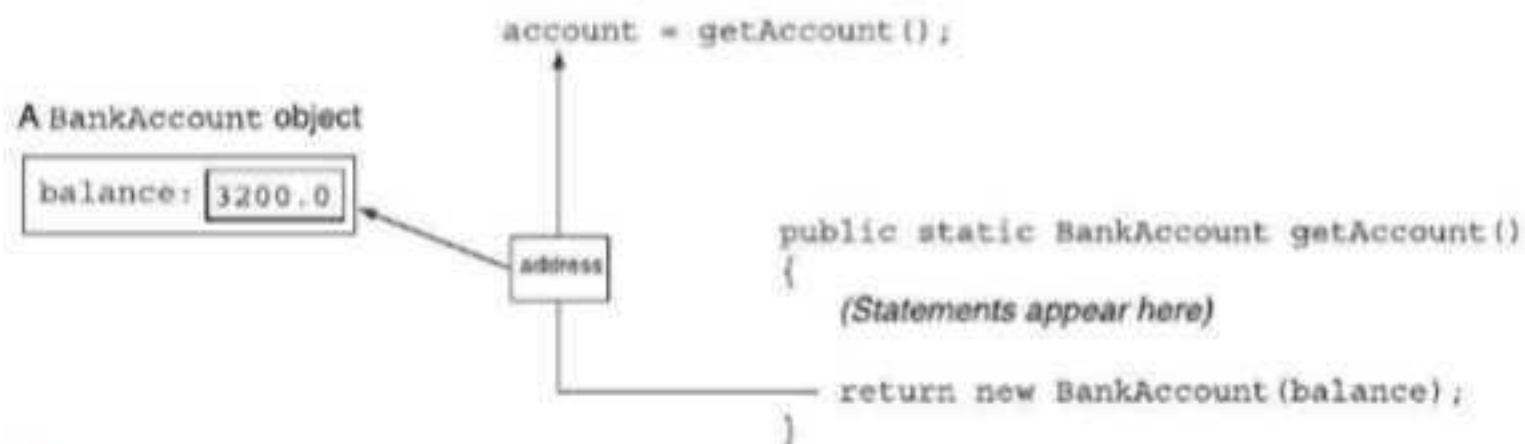 account = getAccount();
A BankAccount object
balance: 3200.0
address
public static BankAccount getAccount()
{
(Statements appear here)
return new BankAccount(balance);
}